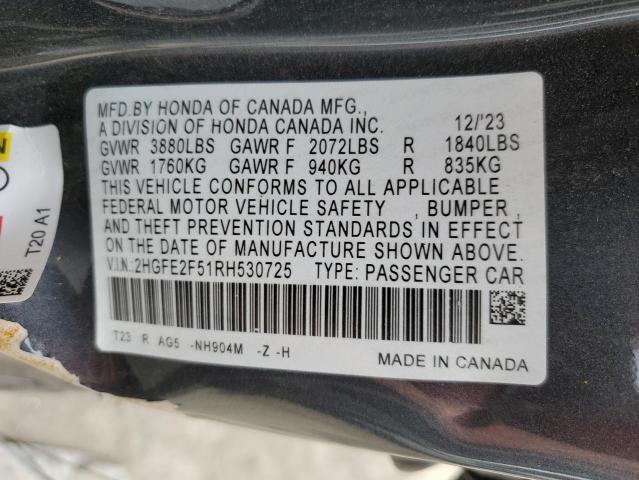 MFD.BY HONDA OF CANADA MFG.,
A DIVISION OF HONDA CANADA INC. 12/'23
GVWR 3880LBS GAWR F 2072LBS R 1840LBS
GVWR 1760KG GAWR F 940KG R 835KG
THIS VEHICLE CONFORMS TO ALL APPLICABLE
FEDERAL MOTOR VEHICLE SAFETY , BUMPER ,
AND THEFT PREVENTION STANDARDS IN EFFECT
ON THE DATE OF MANUFACTURE SHOWN ABOVE.
V.I.N:2HGFE2F51RH530725 TYPE: PASSENGER CAR
T23 R AG5 -NH904M -Z -H
MADE IN CANADA
T20 A1